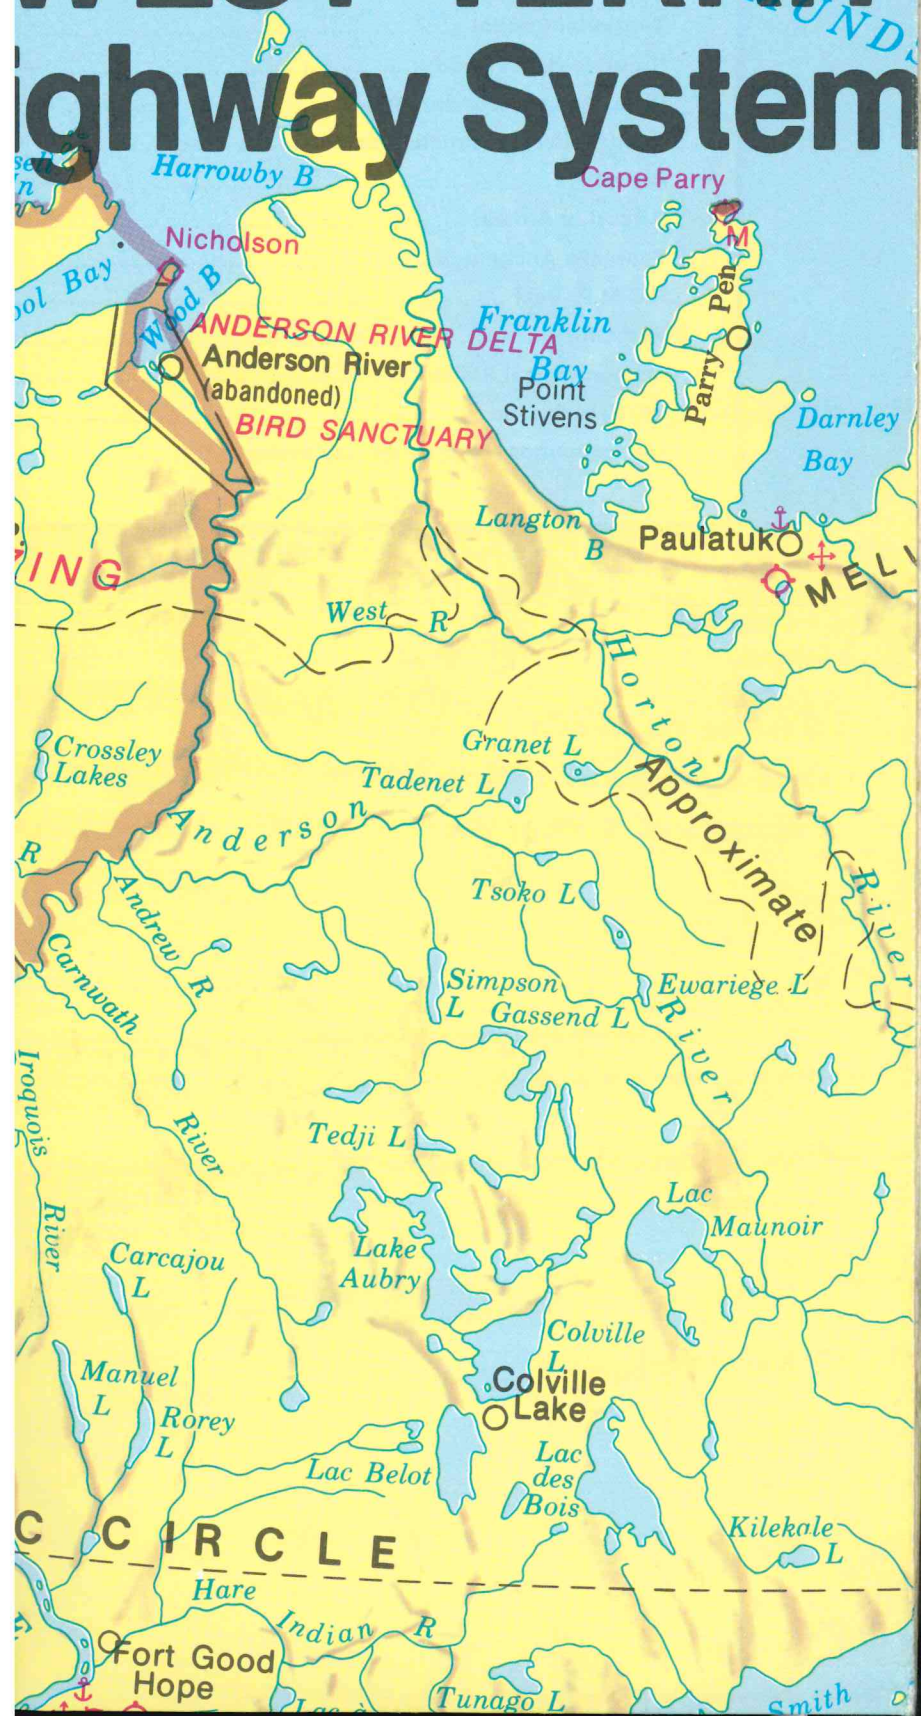 ighway System
Harrowby B
Cape Parry
M
Nicholson
Wood B
ANDERSON RIVER DELTA
Anderson River
(abandoned)
BIRD SANCTUARY
Franklin
Bay
Point
Stivens
Parry Pen
Darnley
Bay
Langton
B
Paulatuk
West R
Horton
River
Crossley
Lakes
Granet L
Tadenet L
Approximate
Anderson
River
R
Andrew R
Tsoko L
Carnwath
River
Simpson
L
Gassend L
Ewariege L
Iroquois
River
Tedji L
Lac
Maunoir
Lake
Aubry
Carcajou
L
Colville
L
Colville
Lake
Manuel
L
Rorey
L
Lac Belot
Lac
des
Bois
Kilekale
L
C CIRCLE
Hare
Indian R
Fort Good
Hope
Tunago L
Smith